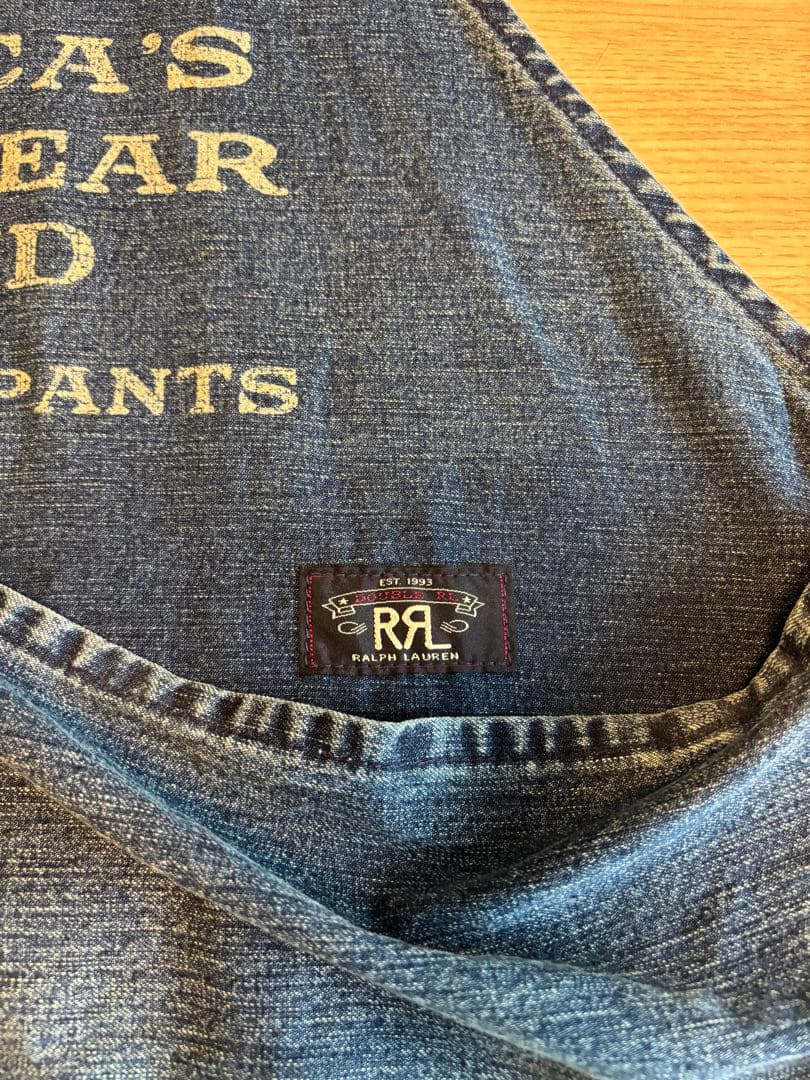 CA'S
EAR
D
PANTS
EST. 1993
DOUBLE RL
RRL
RALPH LAUREN